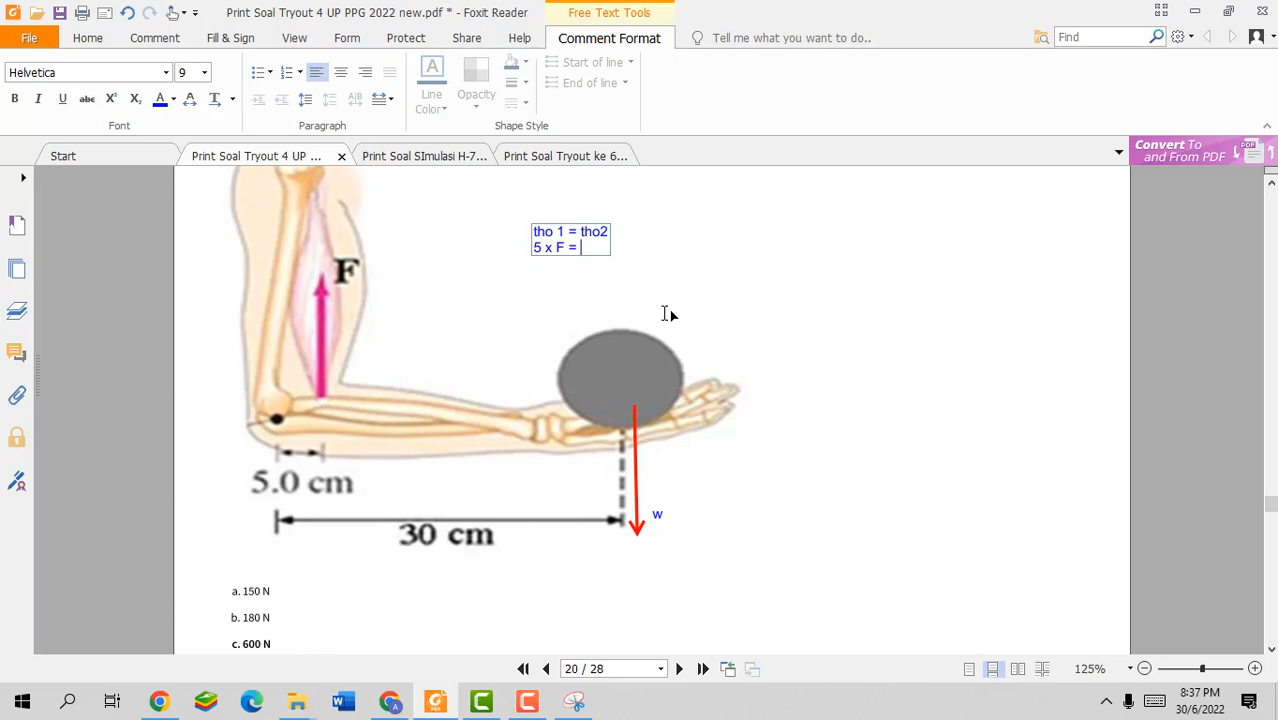 Print Soal Tryout 4 UP PPG 2022 new.pdf * - Foxit Reader
Free Text Tools
File Home Comment Fill & Sign View Form Protect Share Help Comment Format Tell me what you want to do.. Find
Helvetica 9
Line Color
Opacity
Start of line
End of line
Font Paragraph Shape Style
Start Print Soal Tryout 4 UP ... Print Soal SImulasi H-7... Print Soal Tryout ke 6...
Convert To
and From PDF
PDF
tho 1 = tho2
5 x F =
F
5.0 cm
w
30 cm
a. 150 N
b. 180 N
c. 600 N
20 / 28
125%
8:37 PM
30/6/2022